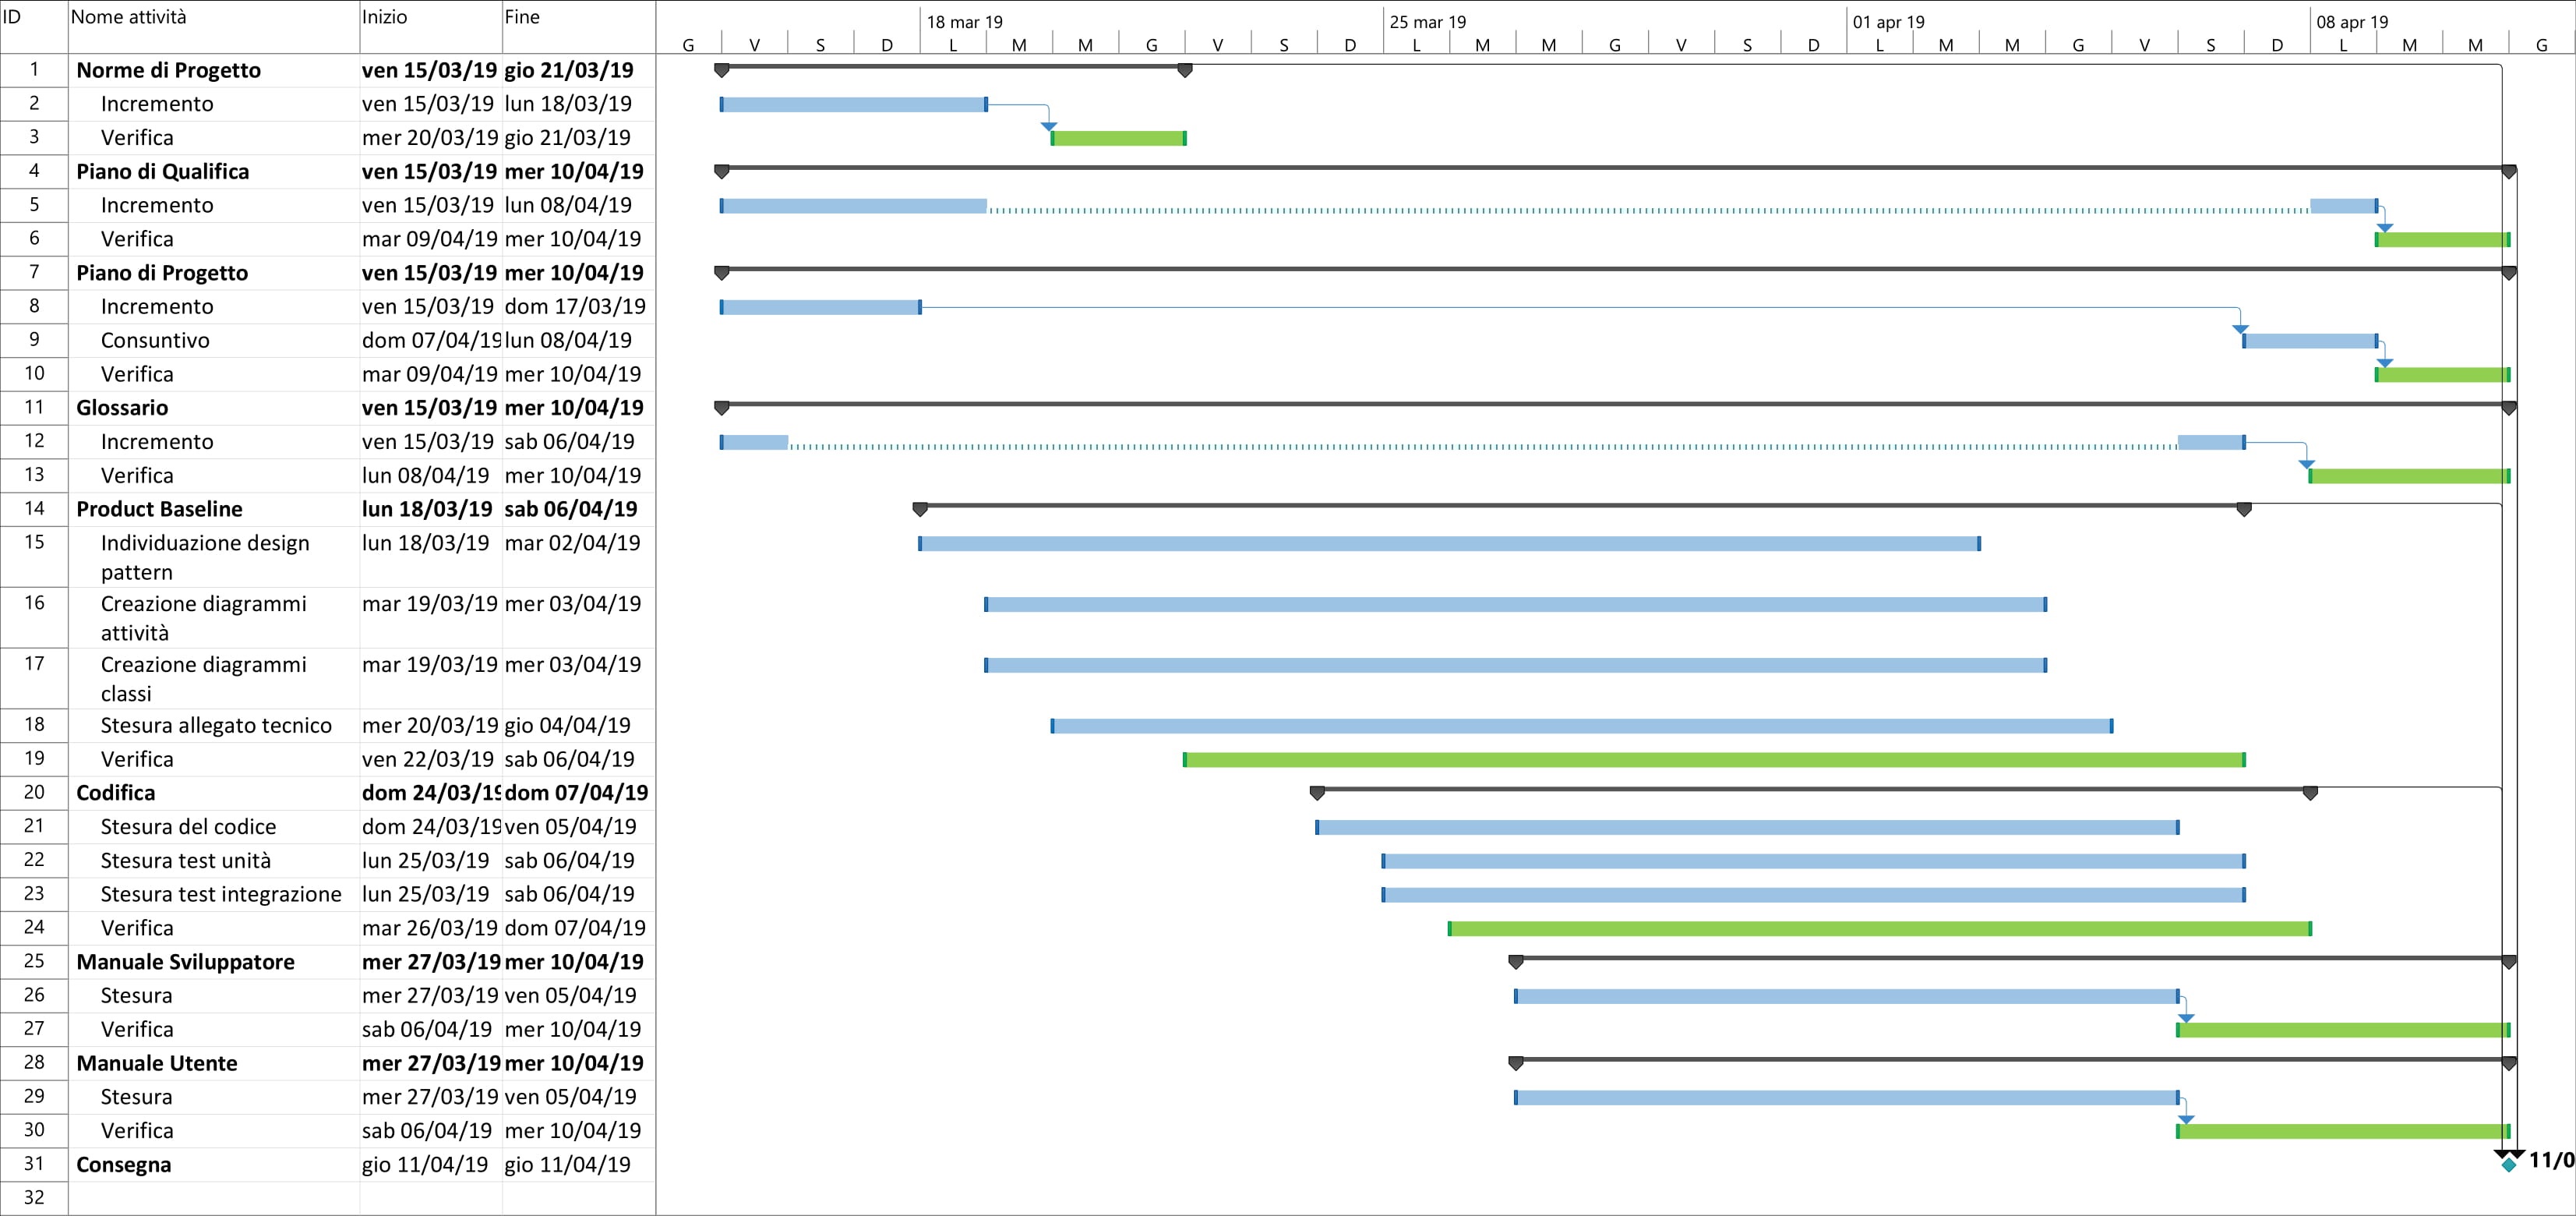 ID Nome attività Inizio Fine 18 mar 19 25 mar 19 01 apr 19 08 apr 19
G V S D L M M G V S D L M M G V S D L M M G V S D L M M G
1 Norme di Progetto ven 15/03/19 gio 21/03/19
2 Incremento ven 15/03/19 lun 18/03/19
3 Verifica mer 20/03/19 gio 21/03/19
4 Piano di Qualifica ven 15/03/19 mer 10/04/19
5 Incremento ven 15/03/19 lun 08/04/19
6 Verifica mar 09/04/19 mer 10/04/19
7 Piano di Progetto ven 15/03/19 mer 10/04/19
8 Incremento ven 15/03/19 dom 17/03/19
9 Consuntivo dom 07/04/19 lun 08/04/19
10 Verifica mar 09/04/19 mer 10/04/19
11 Glossario ven 15/03/19 mer 10/04/19
12 Incremento ven 15/03/19 sab 06/04/19
13 Verifica lun 08/04/19 mer 10/04/19
14 Product Baseline lun 18/03/19 sab 06/04/19
15 Individuazione design lun 18/03/19 mar 02/04/19
pattern
16 Creazione diagrammi mar 19/03/19 mer 03/04/19
attività
17 Creazione diagrammi mar 19/03/19 mer 03/04/19
classi
18 Stesura allegato tecnico mer 20/03/19 gio 04/04/19
19 Verifica ven 22/03/19 sab 06/04/19
20 Codifica dom 24/03/19 dom 07/04/19
21 Stesura del codice dom 24/03/19 ven 05/04/19
22 Stesura test unità lun 25/03/19 sab 06/04/19
23 Stesura test integrazione lun 25/03/19 sab 06/04/19
24 Verifica mar 26/03/19 dom 07/04/19
25 Manuale Sviluppatore mer 27/03/19 mer 10/04/19
26 Stesura mer 27/03/19 ven 05/04/19
27 Verifica sab 06/04/19 mer 10/04/19
28 Manuale Utente mer 27/03/19 mer 10/04/19
29 Stesura mer 27/03/19 ven 05/04/19
30 Verifica sab 06/04/19 mer 10/04/19
31 Consegna gio 11/04/19 gio 11/04/19 11/0
32